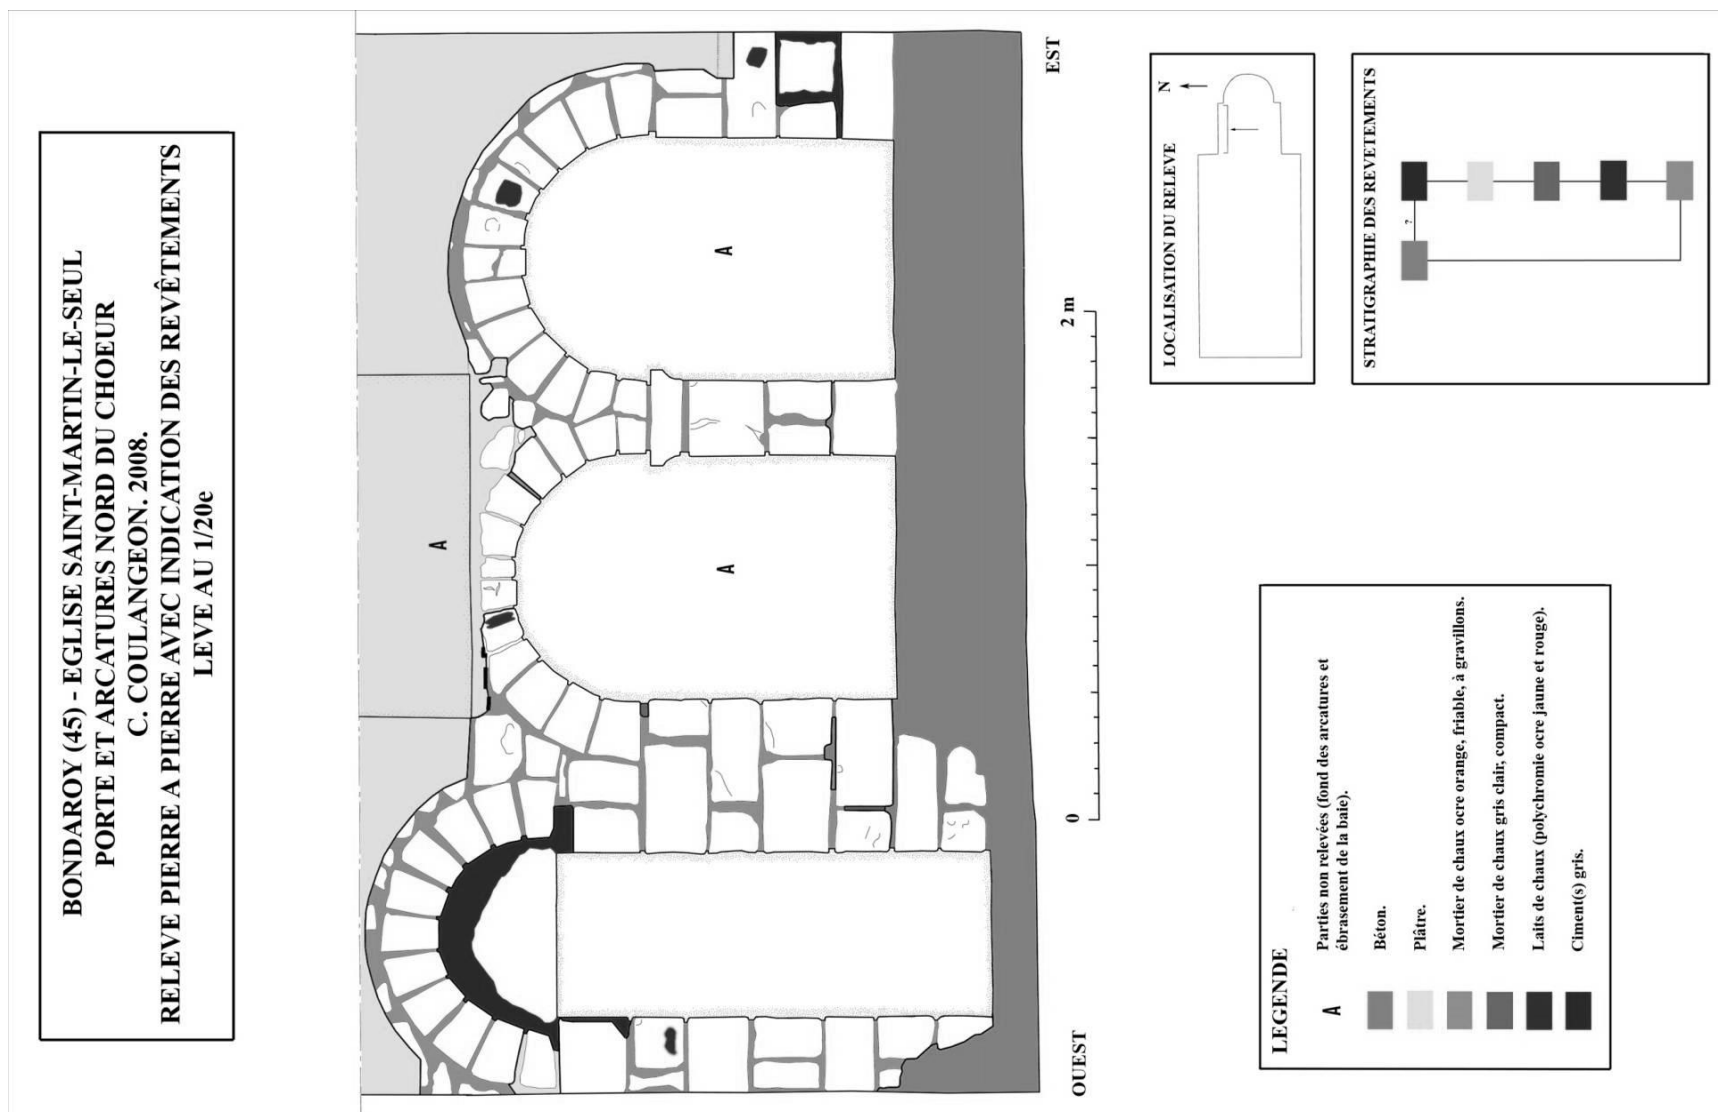 BONDAROY (45) - EGLISE SAINT-MARTIN-LE-SEUL
PORTE ET ARCATURES NORD DU CHOEUR
C. COULANGEON. 2008.
RELEVE PIERRE A PIERRE AVEC INDICATION DES REVÊTEMENTS
LEVE AU 1/20e
A
A
A
OUEST
EST
0
2 m
LOCALISATION DU RELEVE
N
STRATIGRAPHE DES REVETEMENTS
?
LEGENDE
A
Parties non relevées (fond des arcatures et
ébrasement de la baie).
Béton.
Plâtre.
Mortier de chaux ocre orange, friable, à gravillons.
Mortier de chaux gris clair, compact.
Laits de chaux (polychromie ocre jaune et rouge).
Ciment(s) gris.